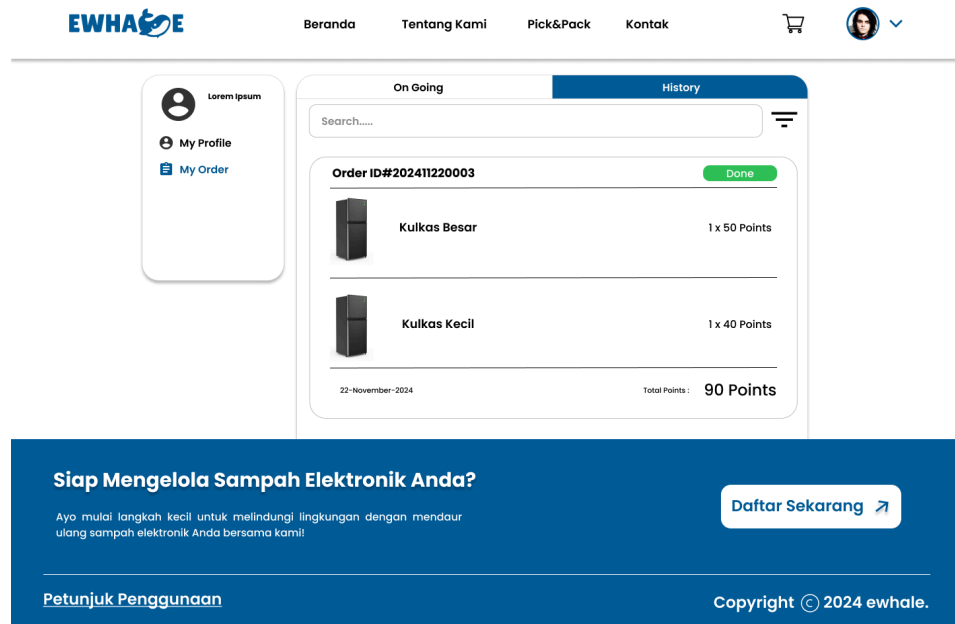 EWHALE
Beranda
Tentang Kami
Pick&Pack
Kontak
Lorem Ipsum
My Profile
My Order
On Going
History
Search.....
Order ID#202411220003
Done
Kulkas Besar
1 x 50 Points
Kulkas Kecil
1 x 40 Points
22-November-2024
Total Points :
90 Points
Siap Mengelola Sampah Elektronik Anda?
Ayo mulai langkah kecil untuk melindungi lingkungan dengan mendaur
ulang sampah elektronik Anda bersama kami!
Daftar Sekarang
Petunjuk Penggunaan
Copyright © 2024 ewhale.